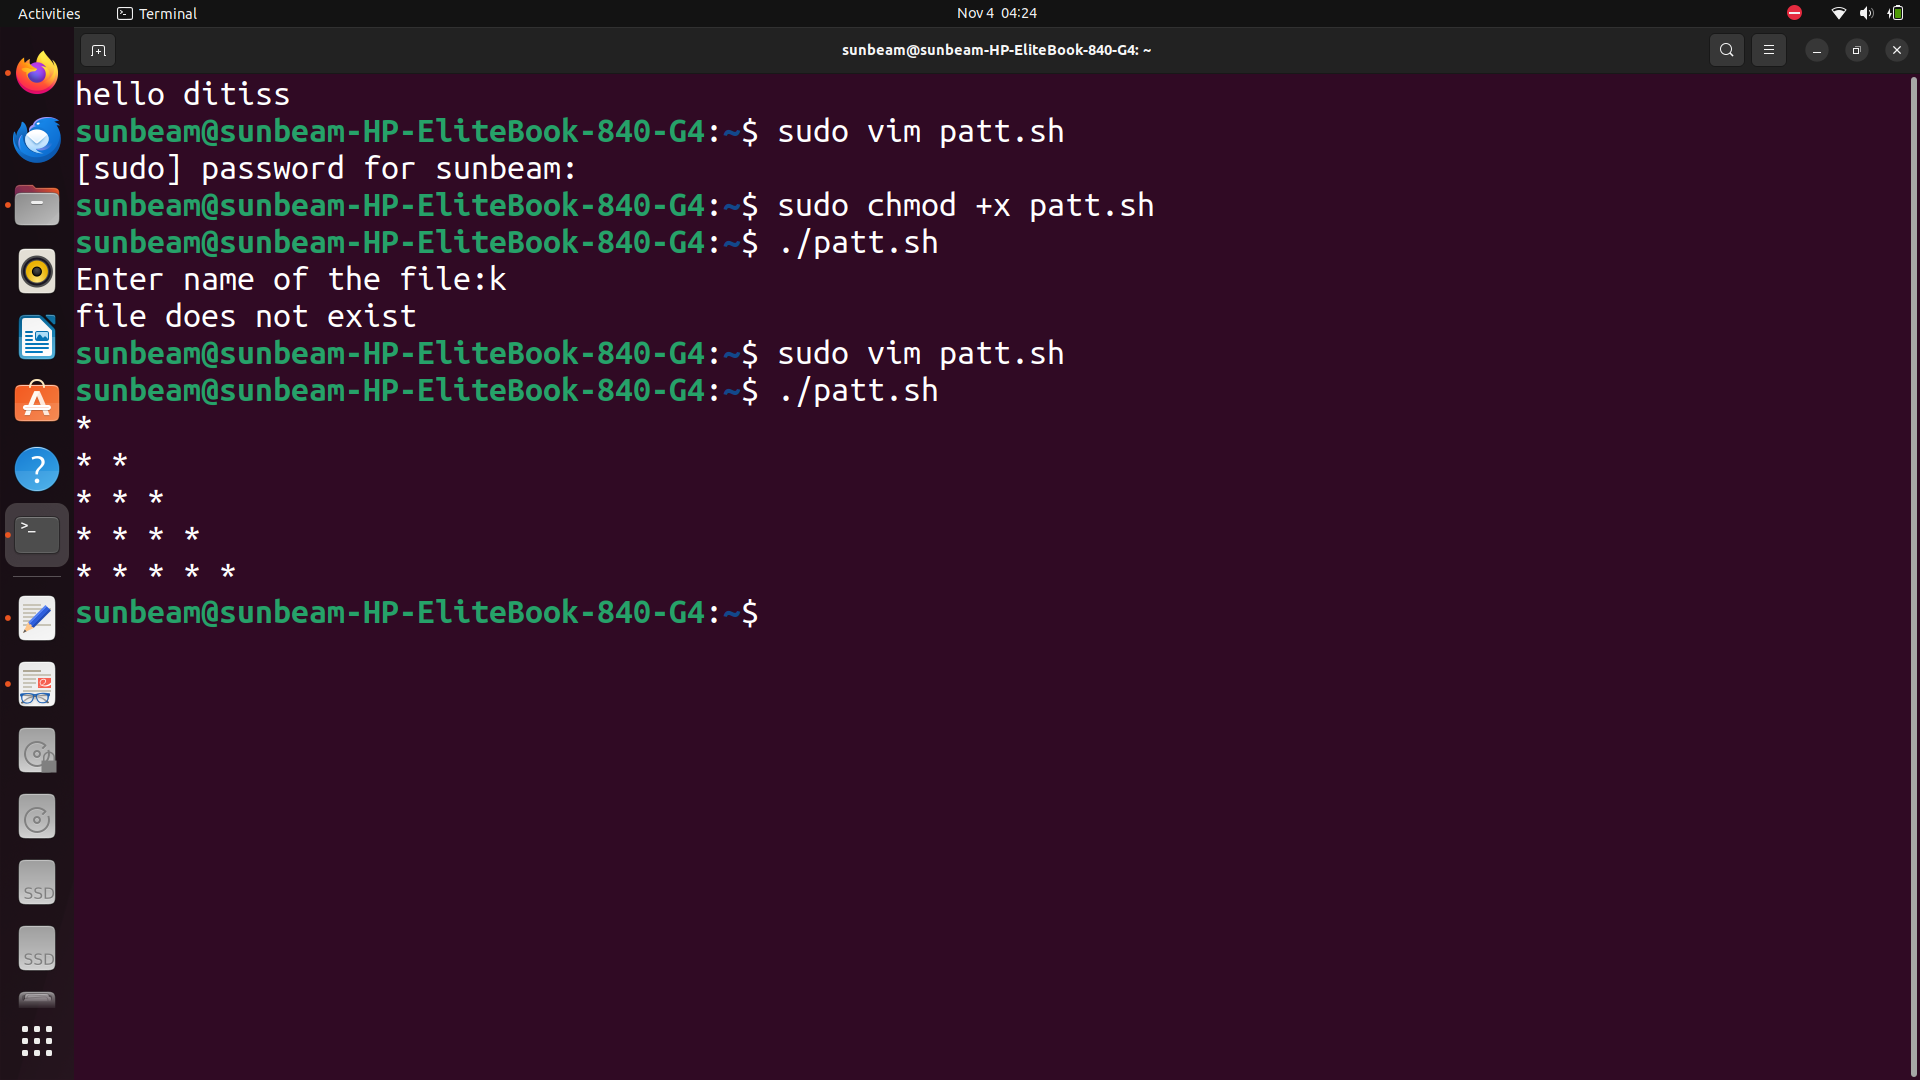 Activities Terminal Nov 4 04:24
sunbeam@sunbeam-HP-EliteBook-840-G4: ~
hello ditiss
sunbeam@sunbeam-HP-EliteBook-840-G4:~$ sudo vim patt.sh
[sudo] password for sunbeam:
sunbeam@sunbeam-HP-EliteBook-840-G4:~$ sudo chmod +x patt.sh
sunbeam@sunbeam-HP-EliteBook-840-G4:~$ ./patt.sh
Enter name of the file:k
file does not exist
sunbeam@sunbeam-HP-EliteBook-840-G4:~$ sudo vim patt.sh
sunbeam@sunbeam-HP-EliteBook-840-G4:~$ ./patt.sh
*
* *
* * *
* * * *
* * * * *
sunbeam@sunbeam-HP-EliteBook-840-G4:~$
SSD
SSD